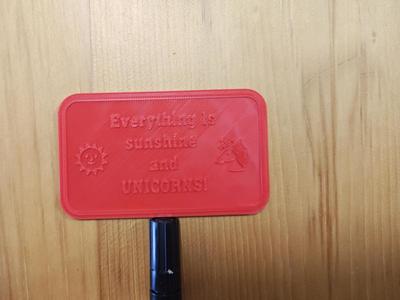 Everything is
sunshine
and
UNICORNS!